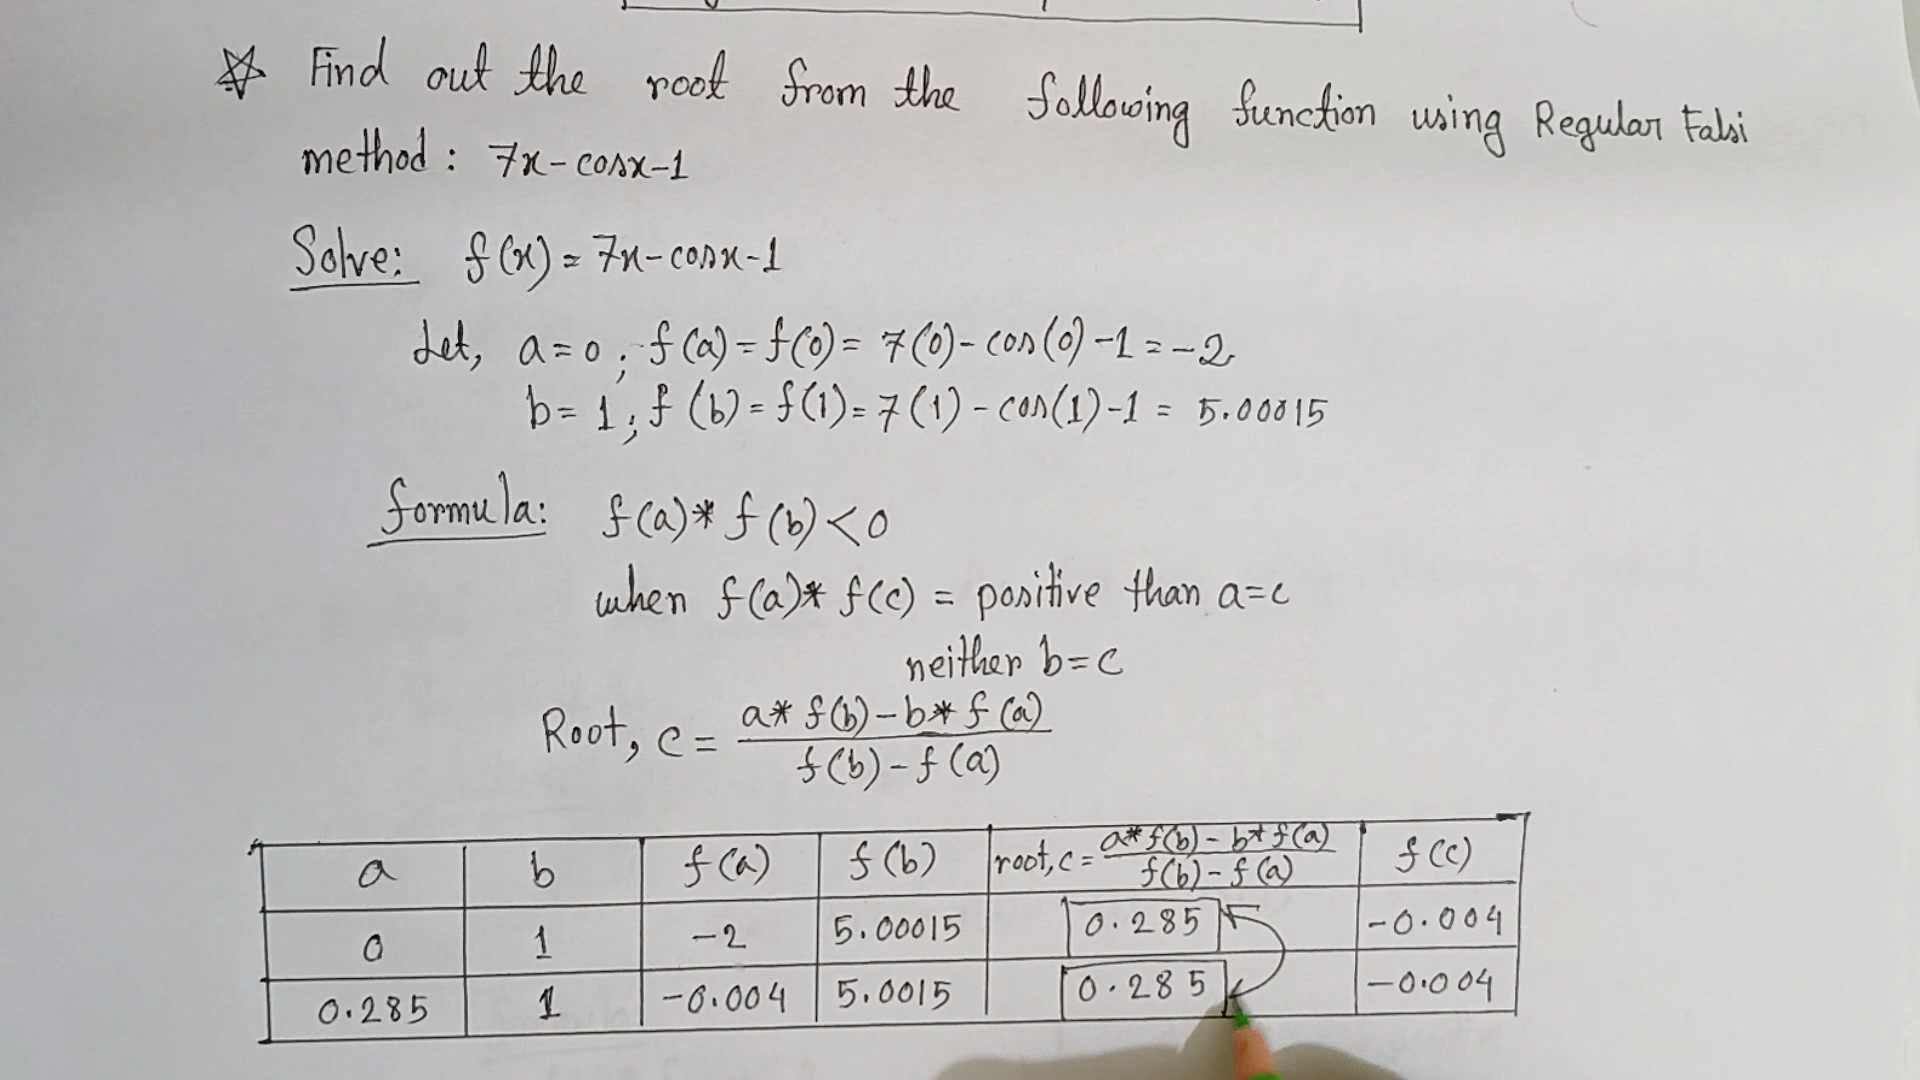 ☆ Find out the root from the following function using Regular Falsi
method: 7x-cosx-1
Solve: f(x) = 7x-cosx-1
Let, a=0; f(a)=f(0)= 7(0)-cos(0)-1=-2
b=1; f(b)=f(1)=7(1)-cos(1)-1 = 5.00015
formula: f(a)* f(b)<0
when f(a)* f(c) = positive than a=c
neither b=c
Root, c = a* f(b)-b* f(a) / f(b)-f(a)
a b f(a) f(b) root, c = a* f(b)-b* f(a) / f(b)-f(a) f(c)
0 1 -2 5.00015 0.285 -0.004
0.285 1 -0.004 5.0015 0.285 -0.004